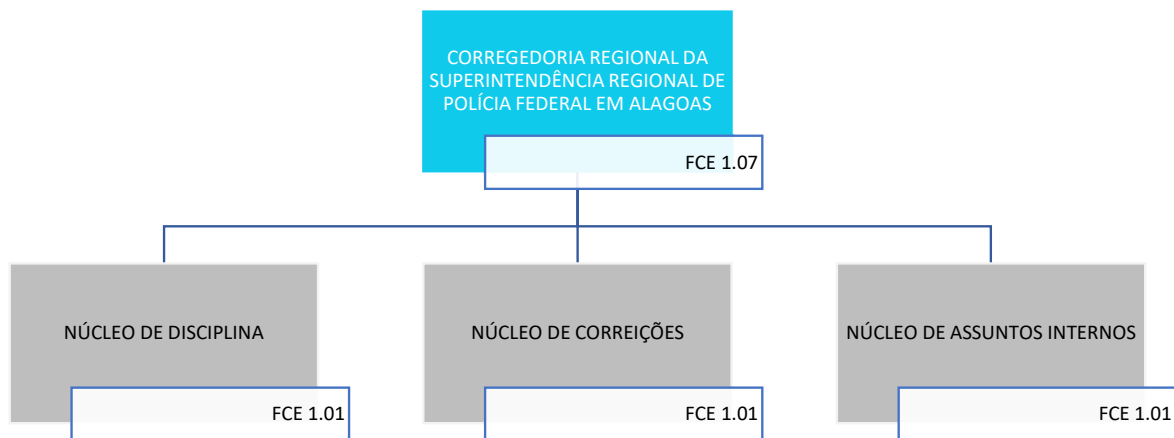 CORREGEDORIA REGIONAL DA
SUPERINTENDÊNCIA REGIONAL DE
POLÍCIA FEDERAL EM ALAGOAS
FCE 1.07
NÚCLEO DE DISCIPLINA
FCE 1.01
NÚCLEO DE CORREIÇÕES
FCE 1.01
NÚCLEO DE ASSUNTOS INTERNOS
FCE 1.01